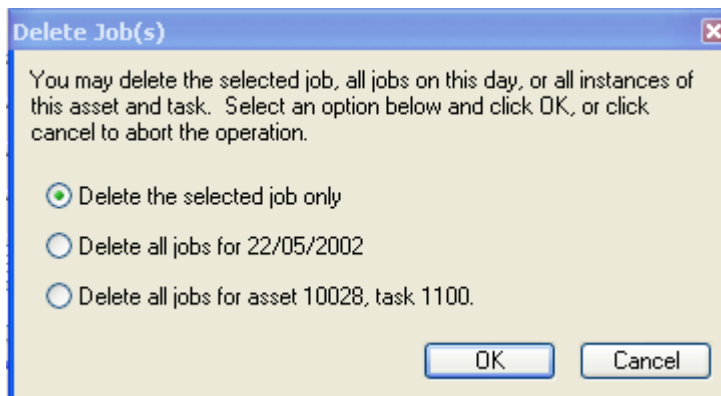 Delete Job(s)
You may delete the selected job, all jobs on this day, or all instances of
this asset and task.  Select an option below and click OK, or click
cancel to abort the operation.
Delete the selected job only
Delete all jobs for 22/05/2002
Delete all jobs for asset 10028, task 1100.
OK
Cancel